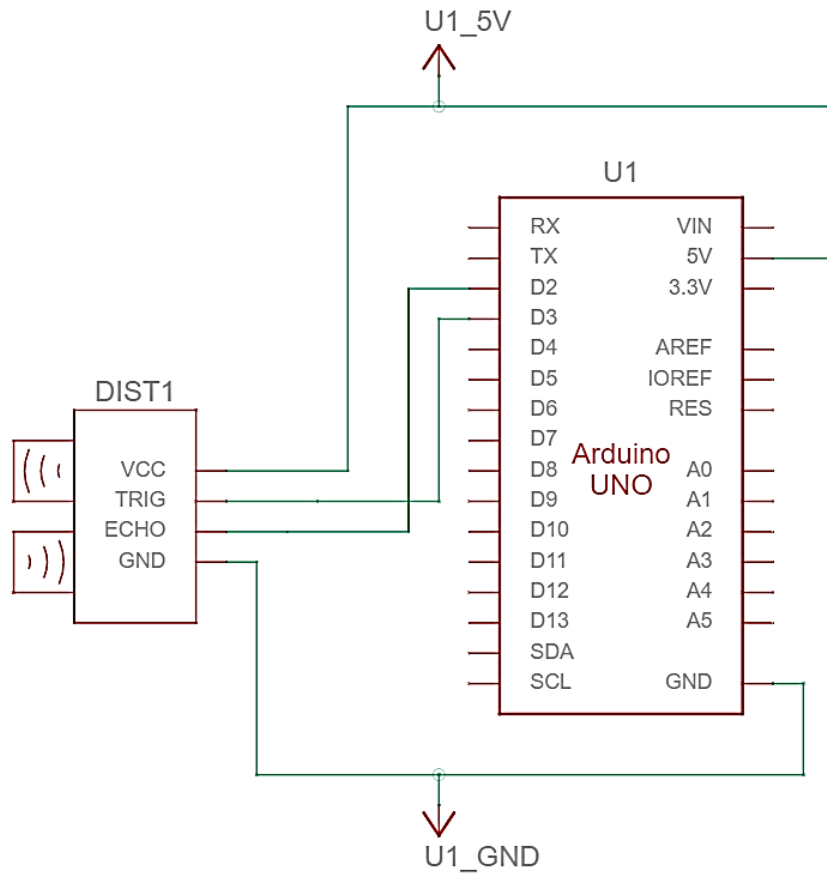 U1_5V
U1
RX VIN
TX 5V
D2 3.3V
D3
D4 AREF
D5 IOREF
D6 RES
D7
D8 A0
D9 A1
D10 A2
D11 A3
D12 A4
D13 A5
SDA
SCL GND
Arduino
UNO
DIST1
VCC
TRIG
ECHO
GND
U1_GND